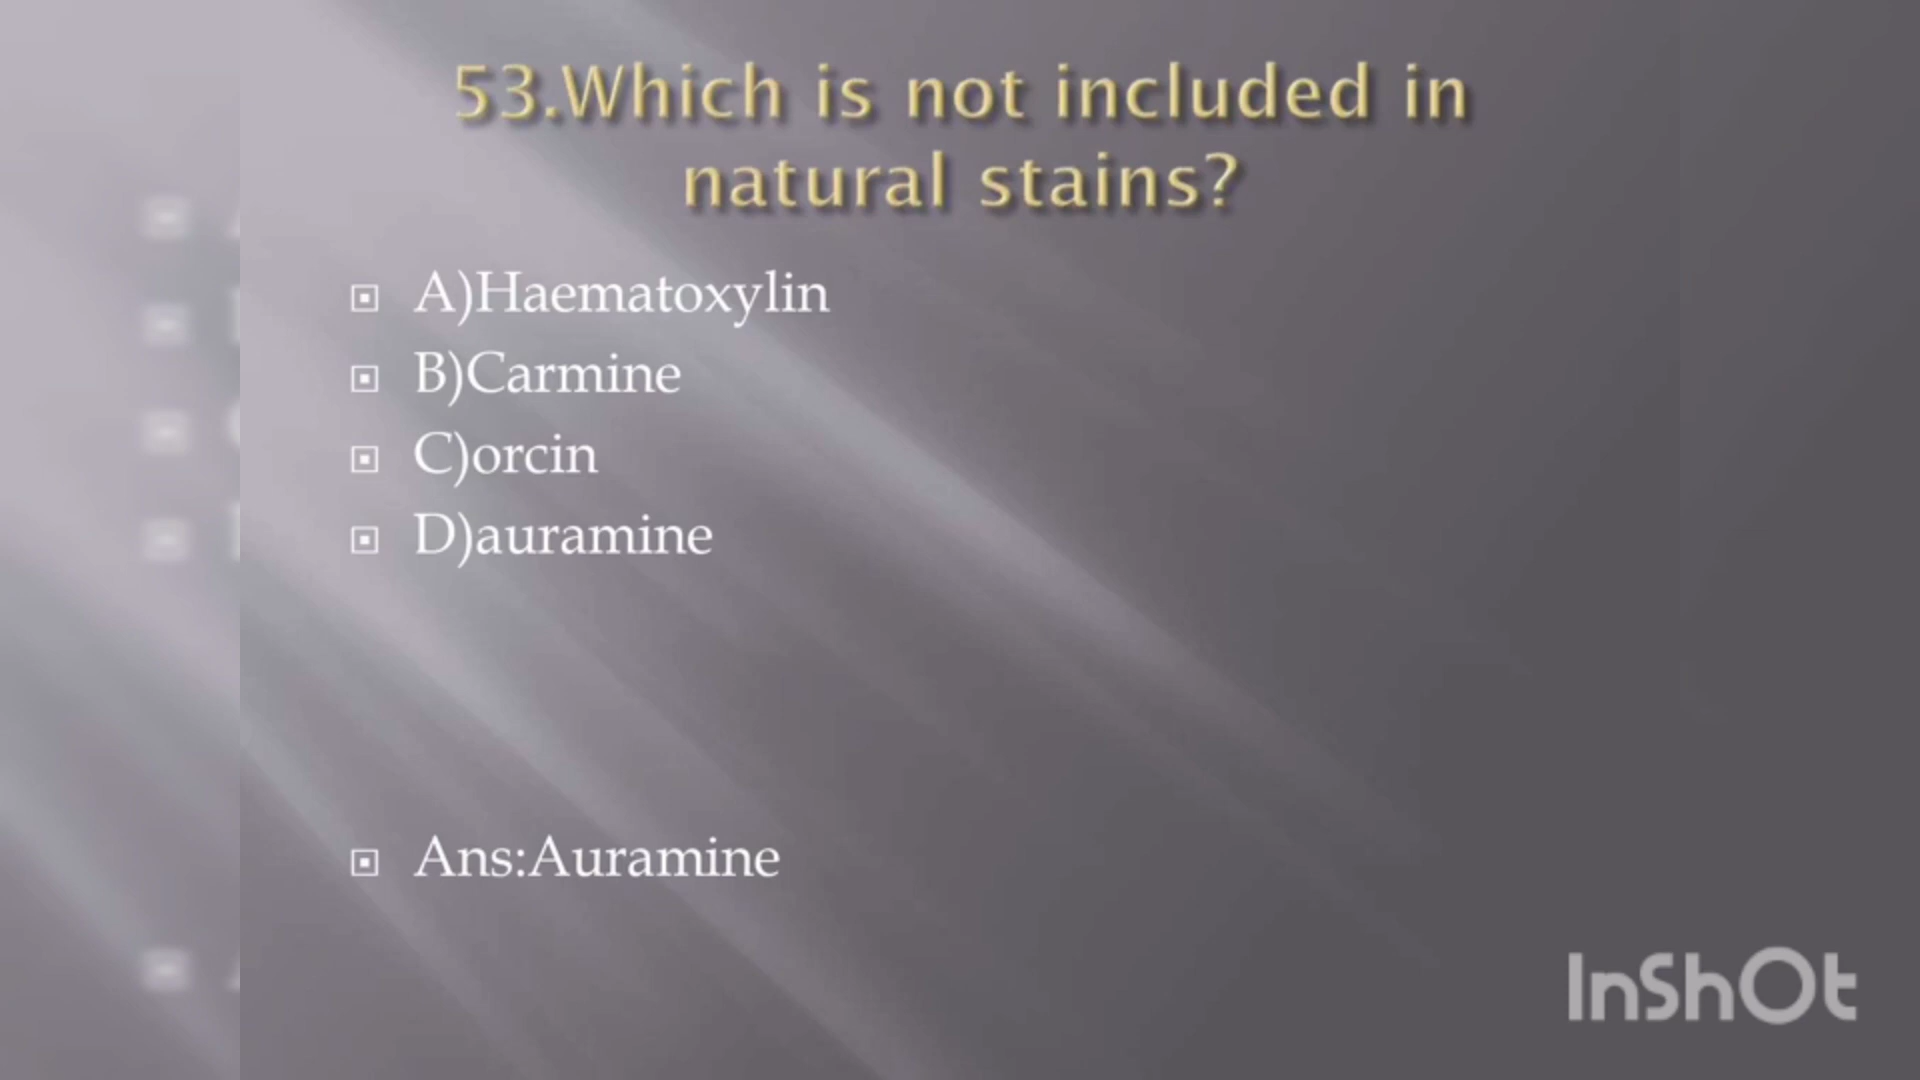 53.Which is not included in
natural stains?
A)Haematoxylin
B)Carmine
C)orcin
D)auramine
Ans:Auramine
InShOt